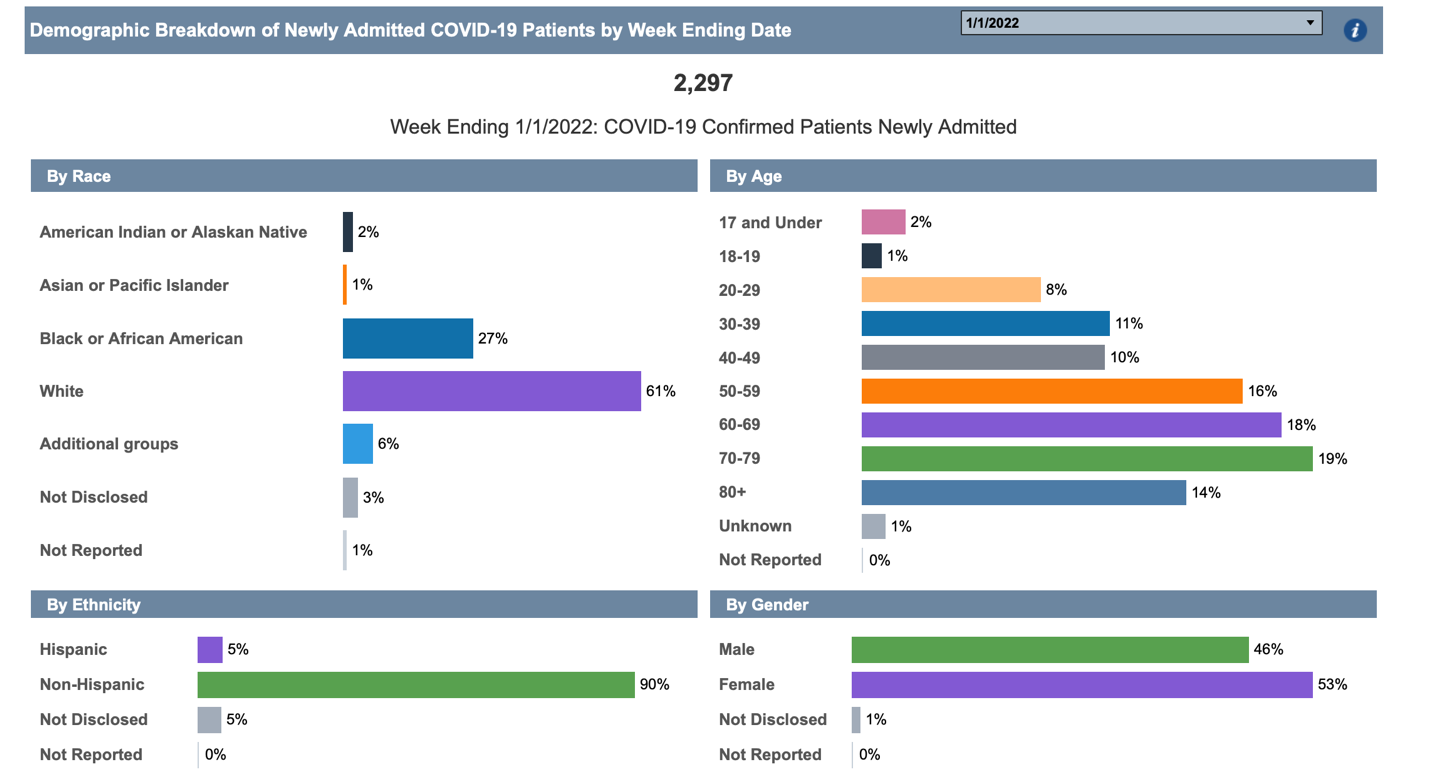 Demographic Breakdown of Newly Admitted COVID-19 Patients by Week Ending Date
1/1/2022
i
2,297
Week Ending 1/1/2022: COVID-19 Confirmed Patients Newly Admitted
By Race
American Indian or Alaskan Native 2%
Asian or Pacific Islander 1%
Black or African American 27%
White 61%
Additional groups 6%
Not Disclosed 3%
Not Reported 1%
By Age
17 and Under 2%
18-19 1%
20-29 8%
30-39 11%
40-49 10%
50-59 16%
60-69 18%
70-79 19%
80+ 14%
Unknown 1%
Not Reported 0%
By Ethnicity
Hispanic 5%
Non-Hispanic 90%
Not Disclosed 5%
Not Reported 0%
By Gender
Male 46%
Female 53%
Not Disclosed 1%
Not Reported 0%